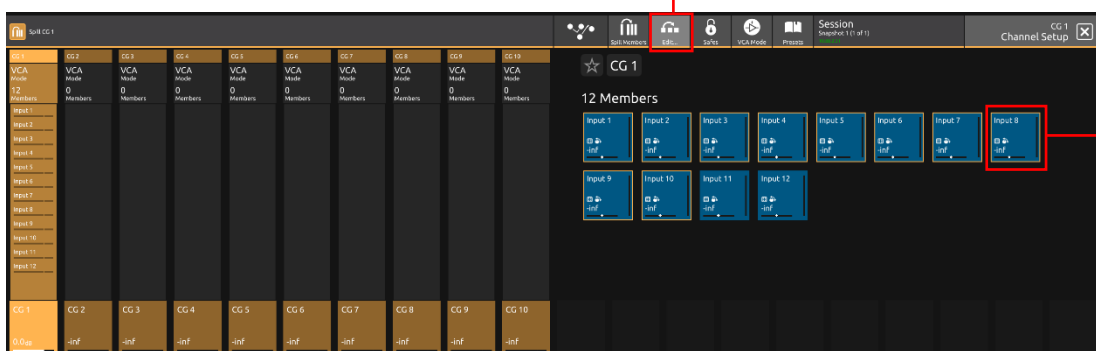 Spill CG 1
Spill Members
Edit...
Safes
VCA Mode
Presets
Session
Snapshot 1 (1 of 1)
CG 1
Channel Setup
CG 1 CG 2 CG 3 CG 4 CG 5 CG 6 CG 7 CG 8 CG 9 CG 10
VCA VCA VCA VCA VCA VCA VCA VCA VCA VCA
Mode Mode Mode Mode Mode Mode Mode Mode Mode Mode
12 0 0 0 0 0 0 0 0 0
Members Members Members Members Members Members Members Members Members Members
Input 1
Input 2
Input 3
Input 4
Input 5
Input 6
Input 7
Input 8
Input 9
Input 10
Input 11
Input 12
CG 1 CG 2 CG 3 CG 4 CG 5 CG 6 CG 7 CG 8 CG 9 CG 10
0.0dB -inf -inf -inf -inf -inf -inf -inf -inf -inf
CG 1
12 Members
Input 1 Input 2 Input 3 Input 4 Input 5 Input 6 Input 7 Input 8
-inf -inf -inf -inf -inf -inf -inf -inf
Input 9 Input 10 Input 11 Input 12
-inf -inf -inf -inf